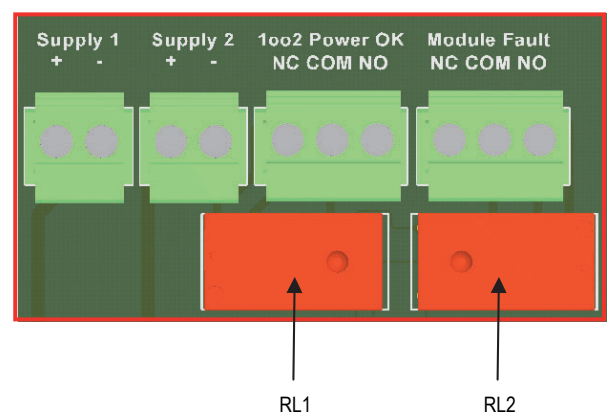 Supply 1 Supply 2 1oo2 Power OK Module Fault
+ - + - NC COM NO NC COM NO
RL1 RL2